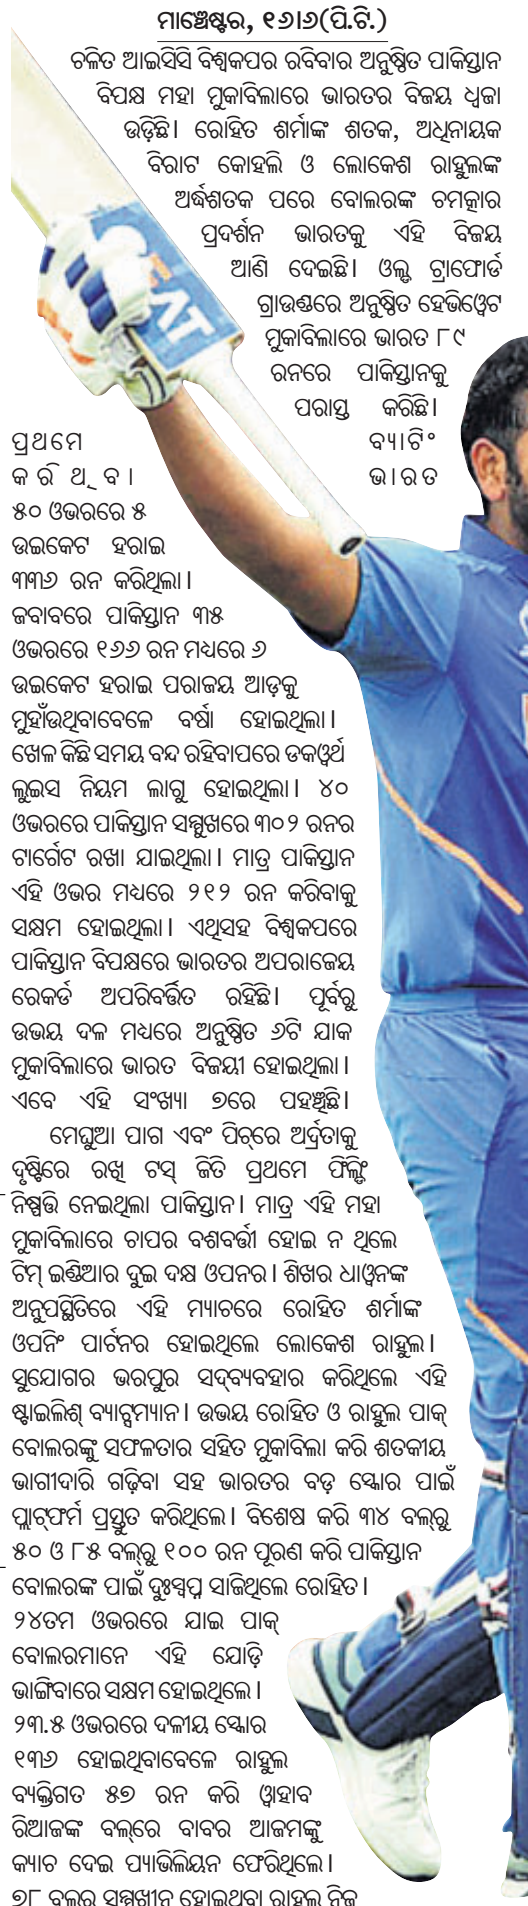 ମାଞ୍ଚେଷ୍ଟର, ୧୬।୬(ପି.ଟି.)
ଚଳିତ ଆଇସିସି ବିଶ୍ୱକପର ରବିବାର ଅନୁଷ୍ଠିତ ପାକିସ୍ତାନ
ବିପକ୍ଷ ମହା ମୁକାବିଲାରେ ଭାରତର ବିଜୟ ଧ୍ୱଜା
ଉଡ଼ିଛି। ରୋହିତ ଶର୍ମାଙ୍କ ଶତକ, ଅଧିନାୟକ
ବିରାଟ କୋହଲି ଓ ଲୋକେଶ ରାହୁଲଙ୍କ
ଅର୍ଦ୍ଧଶତକ ପରେ ବୋଲରଙ୍କ ଚମତ୍କାର
ପ୍ରଦର୍ଶନ ଭାରତକୁ ଏହି ବିଜୟ
ଆଣି ଦେଇଛି। ଓଲ୍ଡ ଟ୍ରାଫୋର୍ଡ
ଗ୍ରାଉଣ୍ଡରେ ଅନୁଷ୍ଠିତ ହେଭିୱେଟ
ମୁକାବିଲାରେ ଭାରତ ୮୯
ରନରେ ପାକିସ୍ତାନକୁ
ପରାସ୍ତ କରିଛି।
ପ୍ରଥମେ ବ୍ୟାଟିଂ
କରିଥିବା ଭାରତ
୫୦ ଓଭରରେ ୫
ଉଇକେଟ ହରାଇ
୩୩୬ ରନ କରିଥିଲା।
ଜବାବରେ ପାକିସ୍ତାନ ୩୫
ଓଭରରେ ୧୬୬ ରନ ମଧ୍ୟରେ ୬
ଉଇକେଟ ହରାଇ ପରାଜୟ ଆଡ଼କୁ
ମୁହାଁଉଥିବାବେଳେ ବର୍ଷା ହୋଇଥିଲା।
ଖେଳ କିଛି ସମୟ ବନ୍ଦ ରହିବାପରେ ଡକୱର୍ଥ
ଲୁଇସ ନିୟମ ଲାଗୁ ହୋଇଥିଲା। ୪୦
ଓଭରରେ ପାକିସ୍ତାନ ସମ୍ମୁଖରେ ୩୦୨ ରନର
ଟାର୍ଗେଟ ରଖା ଯାଇଥିଲା। ମାତ୍ର ପାକିସ୍ତାନ
ଏହି ଓଭର ମଧ୍ୟରେ ୨୧୨ ରନ କରିବାକୁ
ସକ୍ଷମ ହୋଇଥିଲା। ଏଥିସହ ବିଶ୍ୱକପରେ
ପାକିସ୍ତାନ ବିପକ୍ଷରେ ଭାରତର ଅପରାଜେୟ
ରେକର୍ଡ ଅପରିବର୍ତ୍ତିତ ରହିଛି। ପୂର୍ବରୁ
ଉଭୟ ଦଳ ମଧ୍ୟରେ ଅନୁଷ୍ଠିତ ୬ଟି ଯାକ
ମୁକାବିଲାରେ ଭାରତ ବିଜୟୀ ହୋଇଥିଲା।
ଏବେ ଏହି ସଂଖ୍ୟା ୭ରେ ପହଞ୍ଚିଛି।
ମେଘୁଆ ପାଗ ଏବଂ ପିଚ୍‌ରେ ଅର୍ଦ୍ରତାକୁ
ଦୃଷ୍ଟିରେ ରଖି ଟସ୍ ଜିତି ପ୍ରଥମେ ଫିଲ୍ଡିଂ
ନିଷ୍ପତ୍ତି ନେଇଥିଲା ପାକିସ୍ତାନ। ମାତ୍ର ଏହି ମହା
ମୁକାବିଲାରେ ଚାପର ବଶବର୍ତ୍ତୀ ହୋଇ ନ ଥିଲେ
ଟିମ୍ ଇଣ୍ଡିଆର ଦୁଇ ଦକ୍ଷ ଓପନର। ଶିଖର ଧାୱନଙ୍କ
ଅନୁପସ୍ଥିତିରେ ଏହି ମ୍ୟାଚରେ ରୋହିତ ଶର୍ମାଙ୍କ
ଓପନିଂ ପାର୍ଟନର ହୋଇଥିଲେ ଲୋକେଶ ରାହୁଲ।
ସୁଯୋଗର ଭରପୁର ସଦ୍‌ବ୍ୟବହାର କରିଥିଲେ ଏହି
ଷ୍ଟାଇଲିଶ୍ ବ୍ୟାଟ୍ସମ୍ୟାନ। ଉଭୟ ରୋହିତ ଓ ରାହୁଲ ପାକ୍
ବୋଲରଙ୍କୁ ସଫଳତାର ସହିତ ମୁକାବିଲା କରି ଶତକୀୟ
ଭାଗୀଦାରି ଗଢ଼ିବା ସହ ଭାରତର ବଡ଼ ସ୍କୋର ପାଇଁ
ପ୍ଲାଟ୍‌ଫର୍ମ ପ୍ରସ୍ତୁତ କରିଥିଲେ। ବିଶେଷ କରି ୩୪ ବଲ୍‌ରୁ
୫୦ ଓ ୮୫ ବଲ୍‌ରୁ ୧୦୦ ରନ ପୂରଣ କରି ପାକିସ୍ତାନ
ବୋଲରଙ୍କ ପାଇଁ ଦୁଃସ୍ୱପ୍ନ ସାଜିଥିଲେ ରୋହିତ।
୨୪ତମ ଓଭରରେ ଯାଇ ପାକ୍
ବୋଲରମାନେ ଏହି ଯୋଡ଼ି
ଭାଙ୍ଗିବାରେ ସକ୍ଷମ ହୋଇଥିଲେ।
୨୩.୫ ଓଭରରେ ଦଳୀୟ ସ୍କୋର
୧୩୬ ହୋଇଥିବାବେଳେ ରାହୁଲ
ବ୍ୟକ୍ତିଗତ ୫୭ ରନ କରି ୱାହାବ
ରିଆଜଙ୍କ ବଲ୍‌ରେ ବାବର ଆଜମଙ୍କୁ
କ୍ୟାଚ ଦେଇ ପ୍ୟାଭିଲିୟନ ଫେରିଥିଲେ।
୭୮ ବଲର ସମ୍ମୁଖୀନ ହୋଇଥିବା ରାହୁଲ ନିଜ